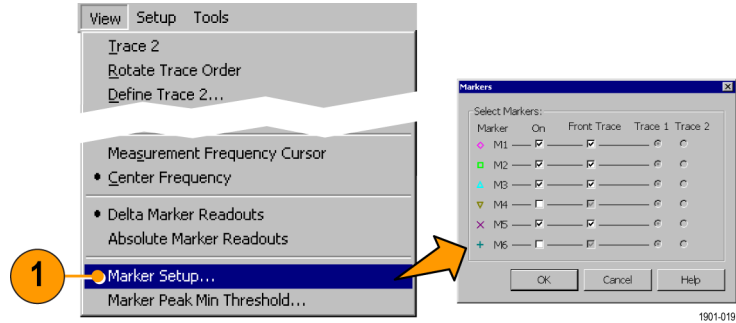 View Setup Tools
Trace 2
Rotate Trace Order
Define Trace 2...
Measurement Frequency Cursor
• Center Frequency
• Delta Marker Readouts
Absolute Marker Readouts
1
Marker Setup...
Marker Peak Min Threshold...
Markers
Select Markers:
Marker On Front Trace Trace 1 Trace 2
M1
M2
M3
M4
M5
M6
OK Cancel Help
1901-019